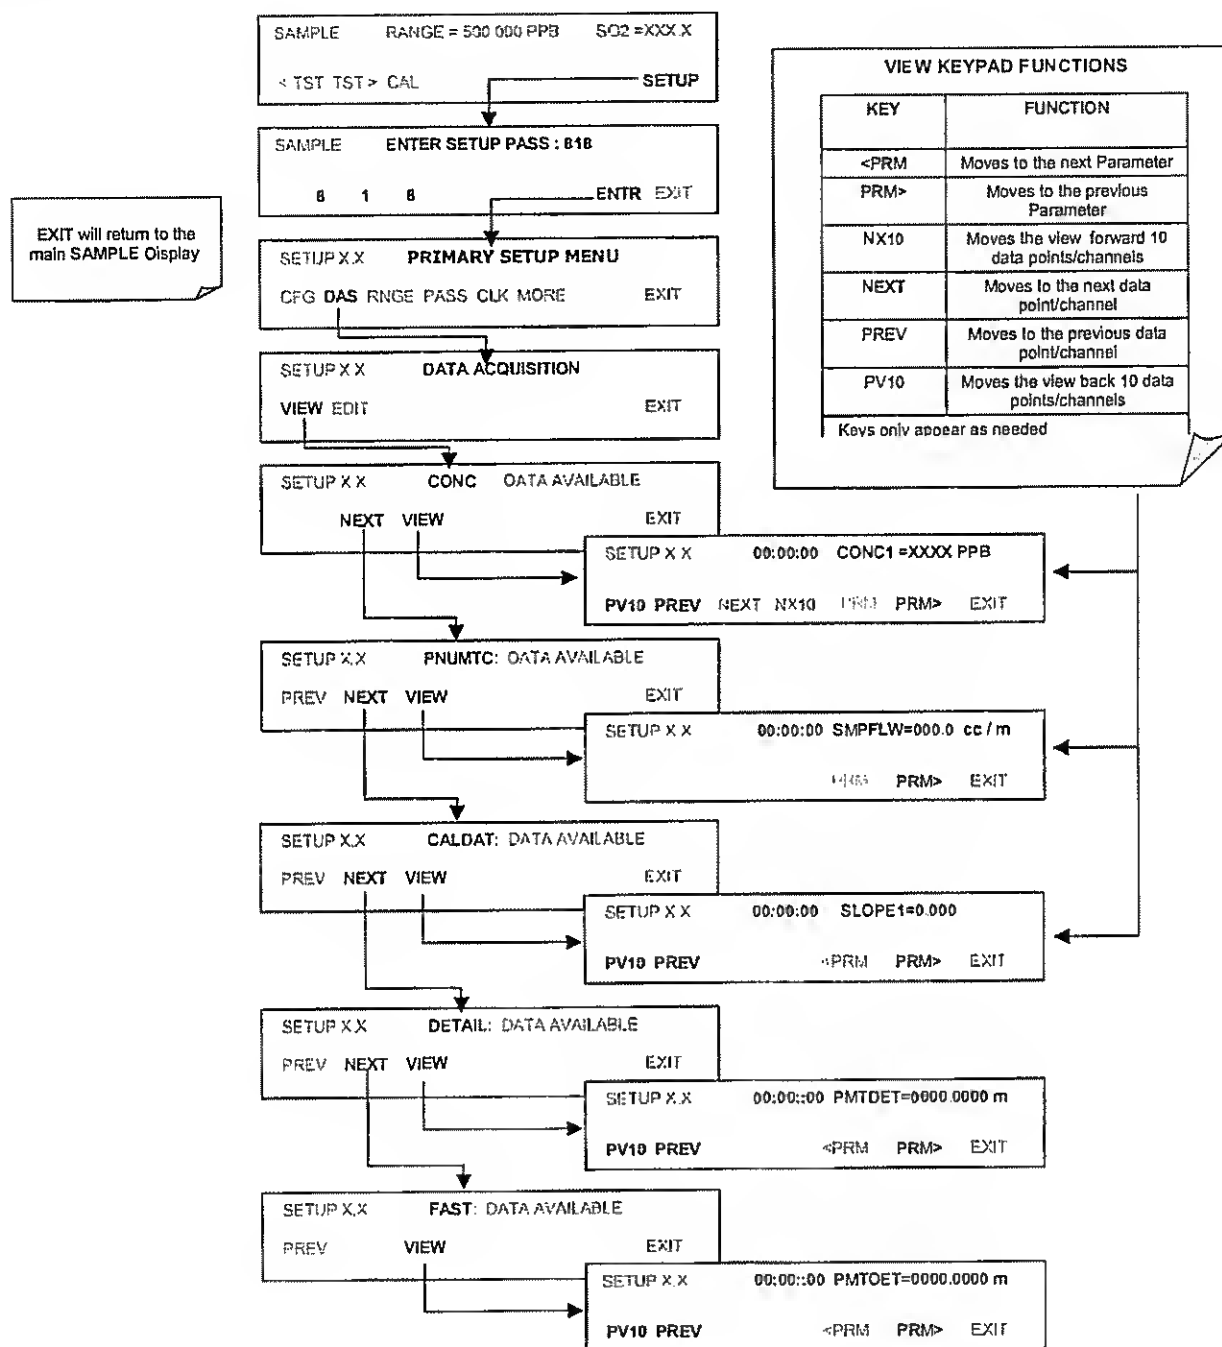 SAMPLE RANGE = 500.000 PPB SO2 =XXX.X
< TST TST > CAL SETUP
SAMPLE ENTER SETUP PASS : 818
8 1 8 ENTR EXIT
EXIT will return to the
main SAMPLE Display
SETUP X.X PRIMARY SETUP MENU
CFG DAS RNGE PASS CLK MORE EXIT
SETUP X X DATA ACQUISITION
VIEW EDIT EXIT
SETUP X X CONC DATA AVAILABLE
NEXT VIEW EXIT
SETUP X X 00:00:00 CONC1 =XXXX PPB
PV10 PREV NEXT NX10 PRM PRM> EXIT
SETUP X.X PNUMTC: DATA AVAILABLE
PREV NEXT VIEW EXIT
SETUP X X 00:00:00 SMPFLW=000.0 cc / m
PRM PRM> EXIT
SETUP X.X CALDAT: DATA AVAILABLE
PREV NEXT VIEW EXIT
SETUP X X 00:00:00 SLOPE1=0.000
PV10 PREV <PRM PRM> EXIT
SETUP X.X DETAIL: DATA AVAILABLE
PREV NEXT VIEW EXIT
SETUP X.X 00:00::00 PMTDET=0000.0000 m
PV10 PREV <PRM PRM> EXIT
SETUP X.X FAST: DATA AVAILABLE
PREV VIEW EXIT
SETUP X.X 00:00::00 PMTDET=0000.0000 m
PV10 PREV <PRM PRM> EXIT
VIEW KEYPAD FUNCTIONS
KEY FUNCTION
<PRM Moves to the next Parameter
PRM> Moves to the previous
Parameter
NX10 Moves the view forward 10
data points/channels
NEXT Moves to the next data
point/channel
PREV Moves to the previous data
point/channel
PV10 Moves the view back 10 data
points/channels
Keys only appear as needed